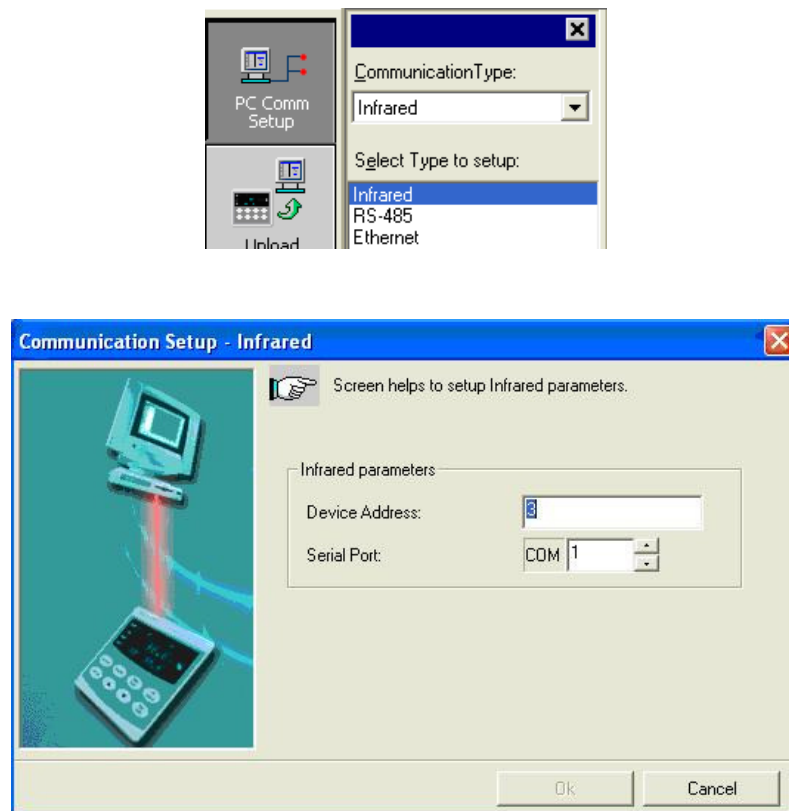 PC Comm
Setup
Upload
CommunicationType:
Infrared
Select Type to setup:
Infrared
RS-485
Ethernet
Communication Setup - Infrared
Screen helps to setup Infrared parameters.
Infrared parameters
Device Address: 3
Serial Port: COM 1
Ok Cancel